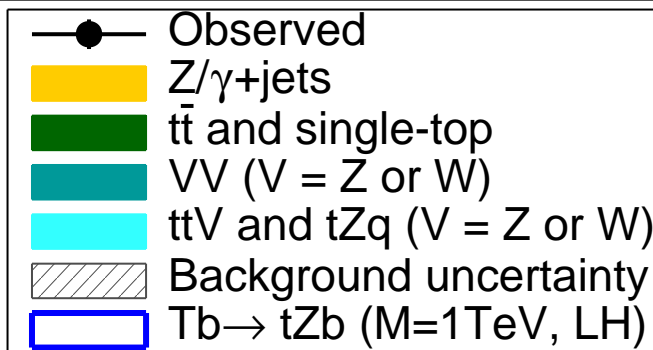 Observed
Z/γ+jets
tt̄ and single-top
VV (V = Z or W)
ttV and tZq (V = Z or W)
Background uncertainty
Tb→ tZb (M=1TeV, LH)